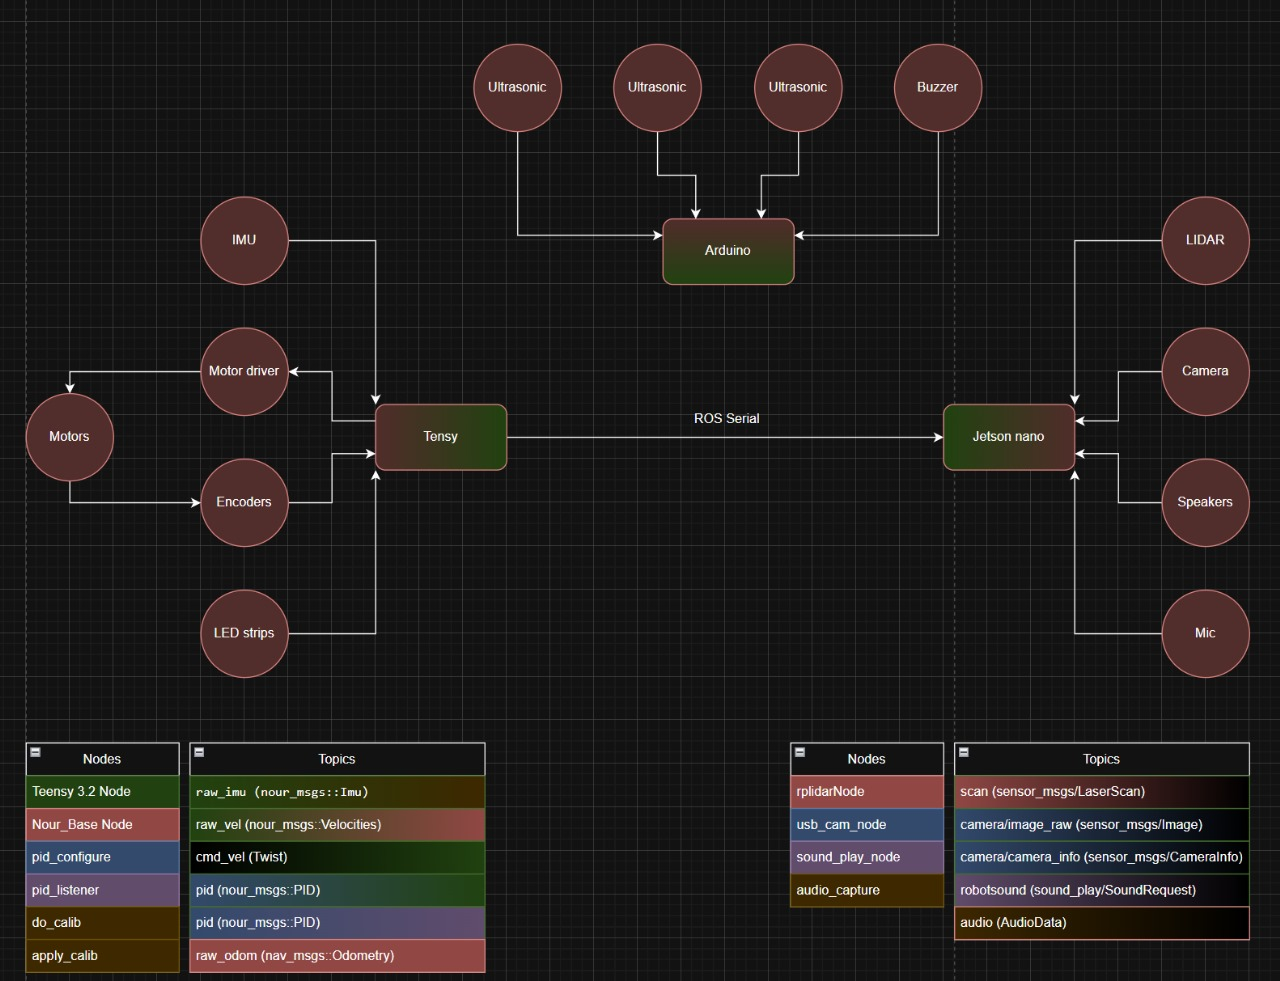 Ultrasonic
Ultrasonic
Ultrasonic
Buzzer
IMU
Arduino
LIDAR
Motor driver
Camera
Motors
Tensy
ROS Serial
Jetson nano
Encoders
Speakers
LED strips
Mic
Nodes
Teensy 3.2 Node
Nour_Base Node
pid_configure
pid_listener
do_calib
apply_calib
Topics
raw_imu (nour_msgs::Imu)
raw_vel (nour_msgs::Velocities)
cmd_vel (Twist)
pid (nour_msgs::PID)
pid (nour_msgs::PID)
raw_odom (nav_msgs::Odometry)
Nodes
rplidarNode
usb_cam_node
sound_play_node
audio_capture
Topics
scan (sensor_msgs/LaserScan)
camera/image_raw (sensor_msgs/Image)
camera/camera_info (sensor_msgs/CameraInfo)
robotsound (sound_play/SoundRequest)
audio (AudioData)